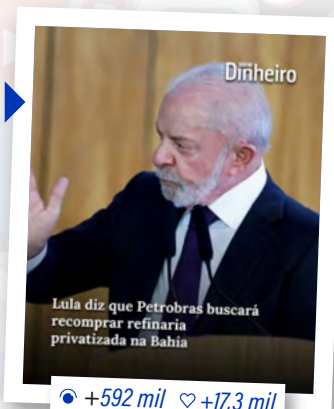 Dinheiro
Lula diz que Petrobras buscará
recomprar refinaria
privatizada na Bahia
+592 mil +17,3 mil